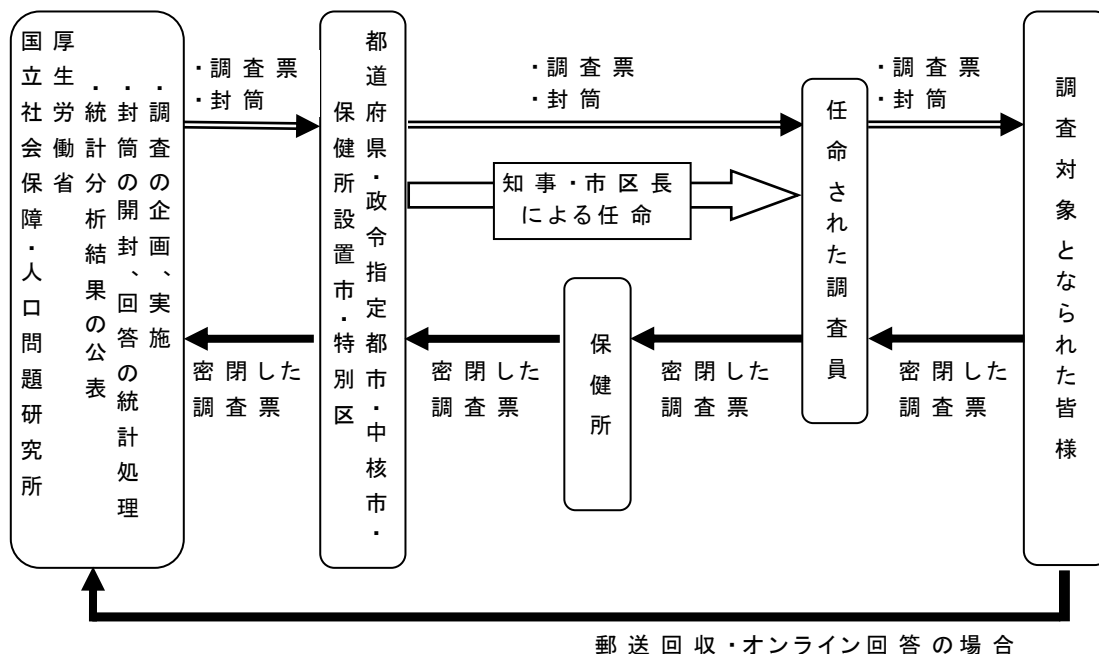 厚生労働省
国立社会保障・人口問題研究所
・調査の企画、実施
・封筒の開封、回答の統計処理
・統計分析結果の公表
・調査票
・封筒
都道府県・政令指定都市・中核市・
保健所設置市・特別区
・調査票
・封筒
知事・市区長
による任命
任命された調査員
・調査票
・封筒
調査対象となられた皆様
密閉した
調査票
密閉した
調査票
保健所
密閉した
調査票
密閉した
調査票
郵送回収・オンライン回答の場合